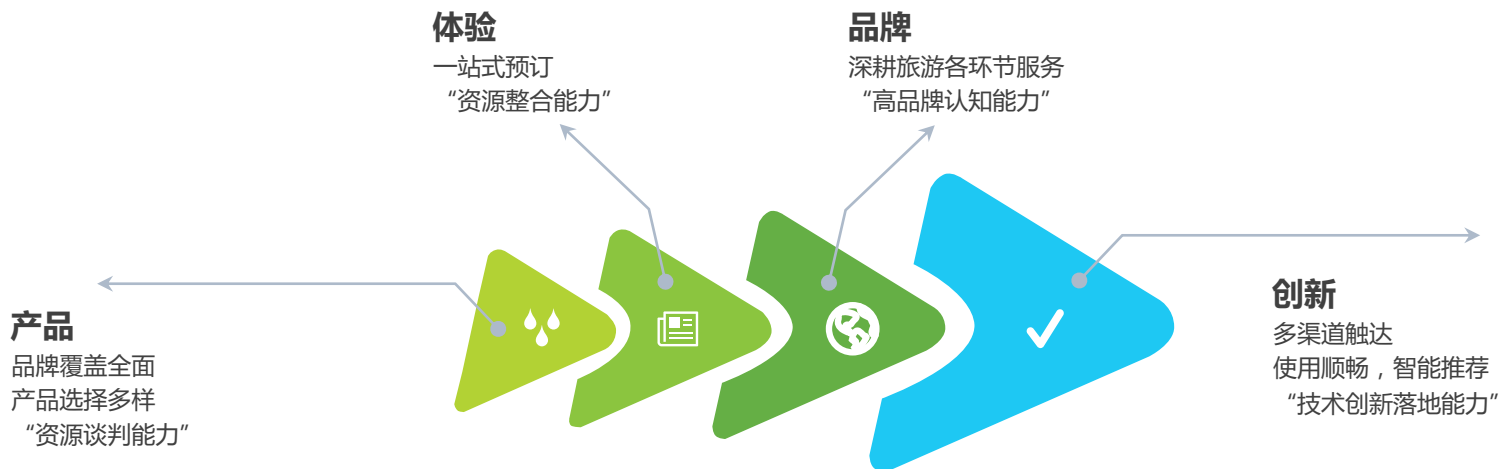 体验
一站式预订
“资源整合能力”
品牌
深耕旅游各环节服务
“高品牌认知能力”
产品
品牌覆盖全面
产品选择多样
“资源谈判能力”
创新
多渠道触达
使用顺畅，智能推荐
“技术创新落地能力”